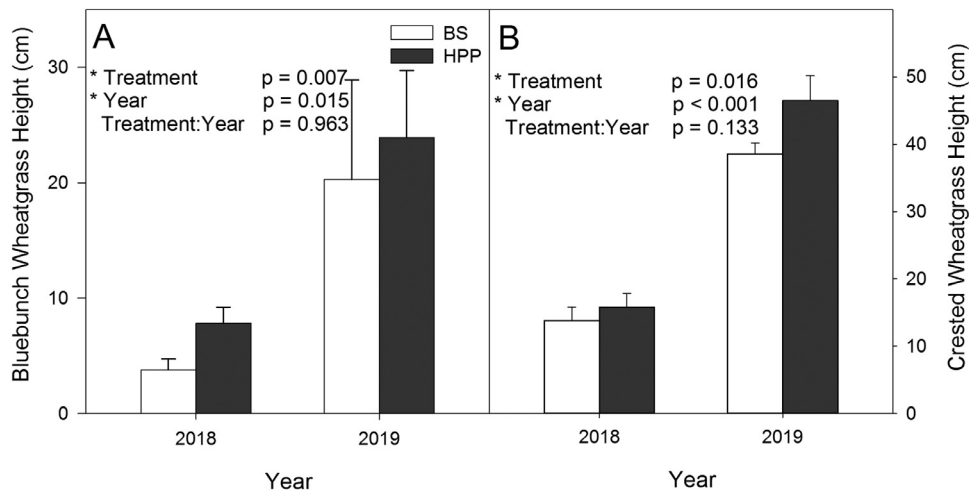 A
BS
HPP
* Treatment p = 0.007
* Year p = 0.015
Treatment:Year p = 0.963
30
20
10
0
Bluebunch Wheatgrass Height (cm)
2018 2019
Year
B
* Treatment p = 0.016
* Year p < 0.001
Treatment:Year p = 0.133
50
40
30
20
10
0
Crested Wheatgrass Height (cm)
2018 2019
Year